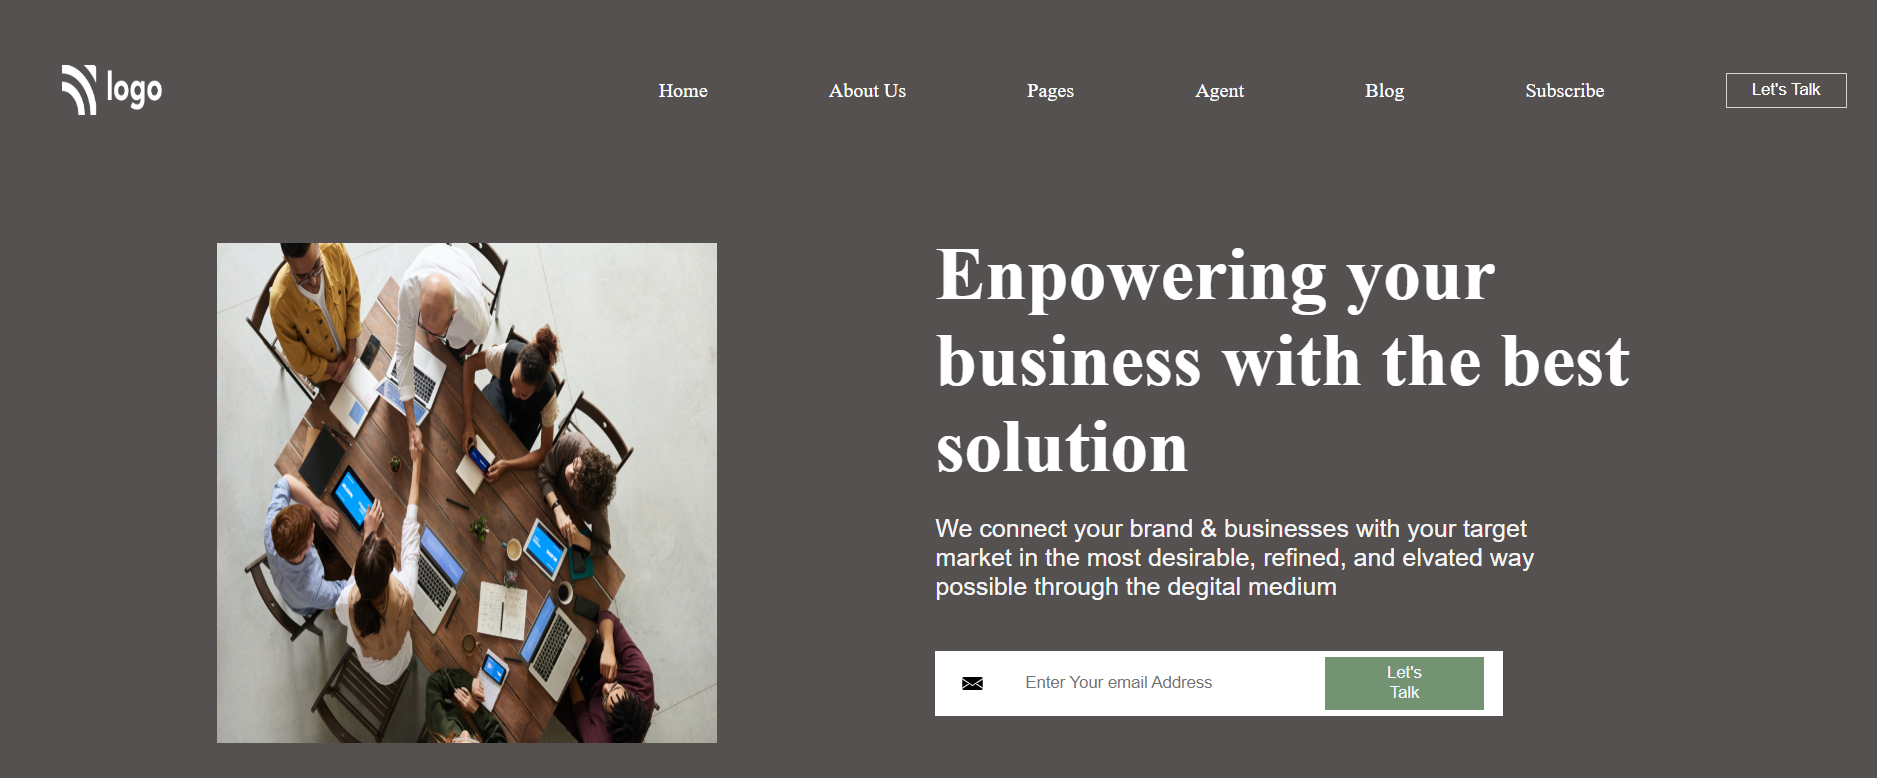 logo
Home
About Us
Pages
Agent
Blog
Subscribe
Let's Talk
Enpowering your
business with the best
solution
We connect your brand & businesses with your target
market in the most desirable, refined, and elvated way
possible through the degital medium
Enter Your email Address
Let's
Talk